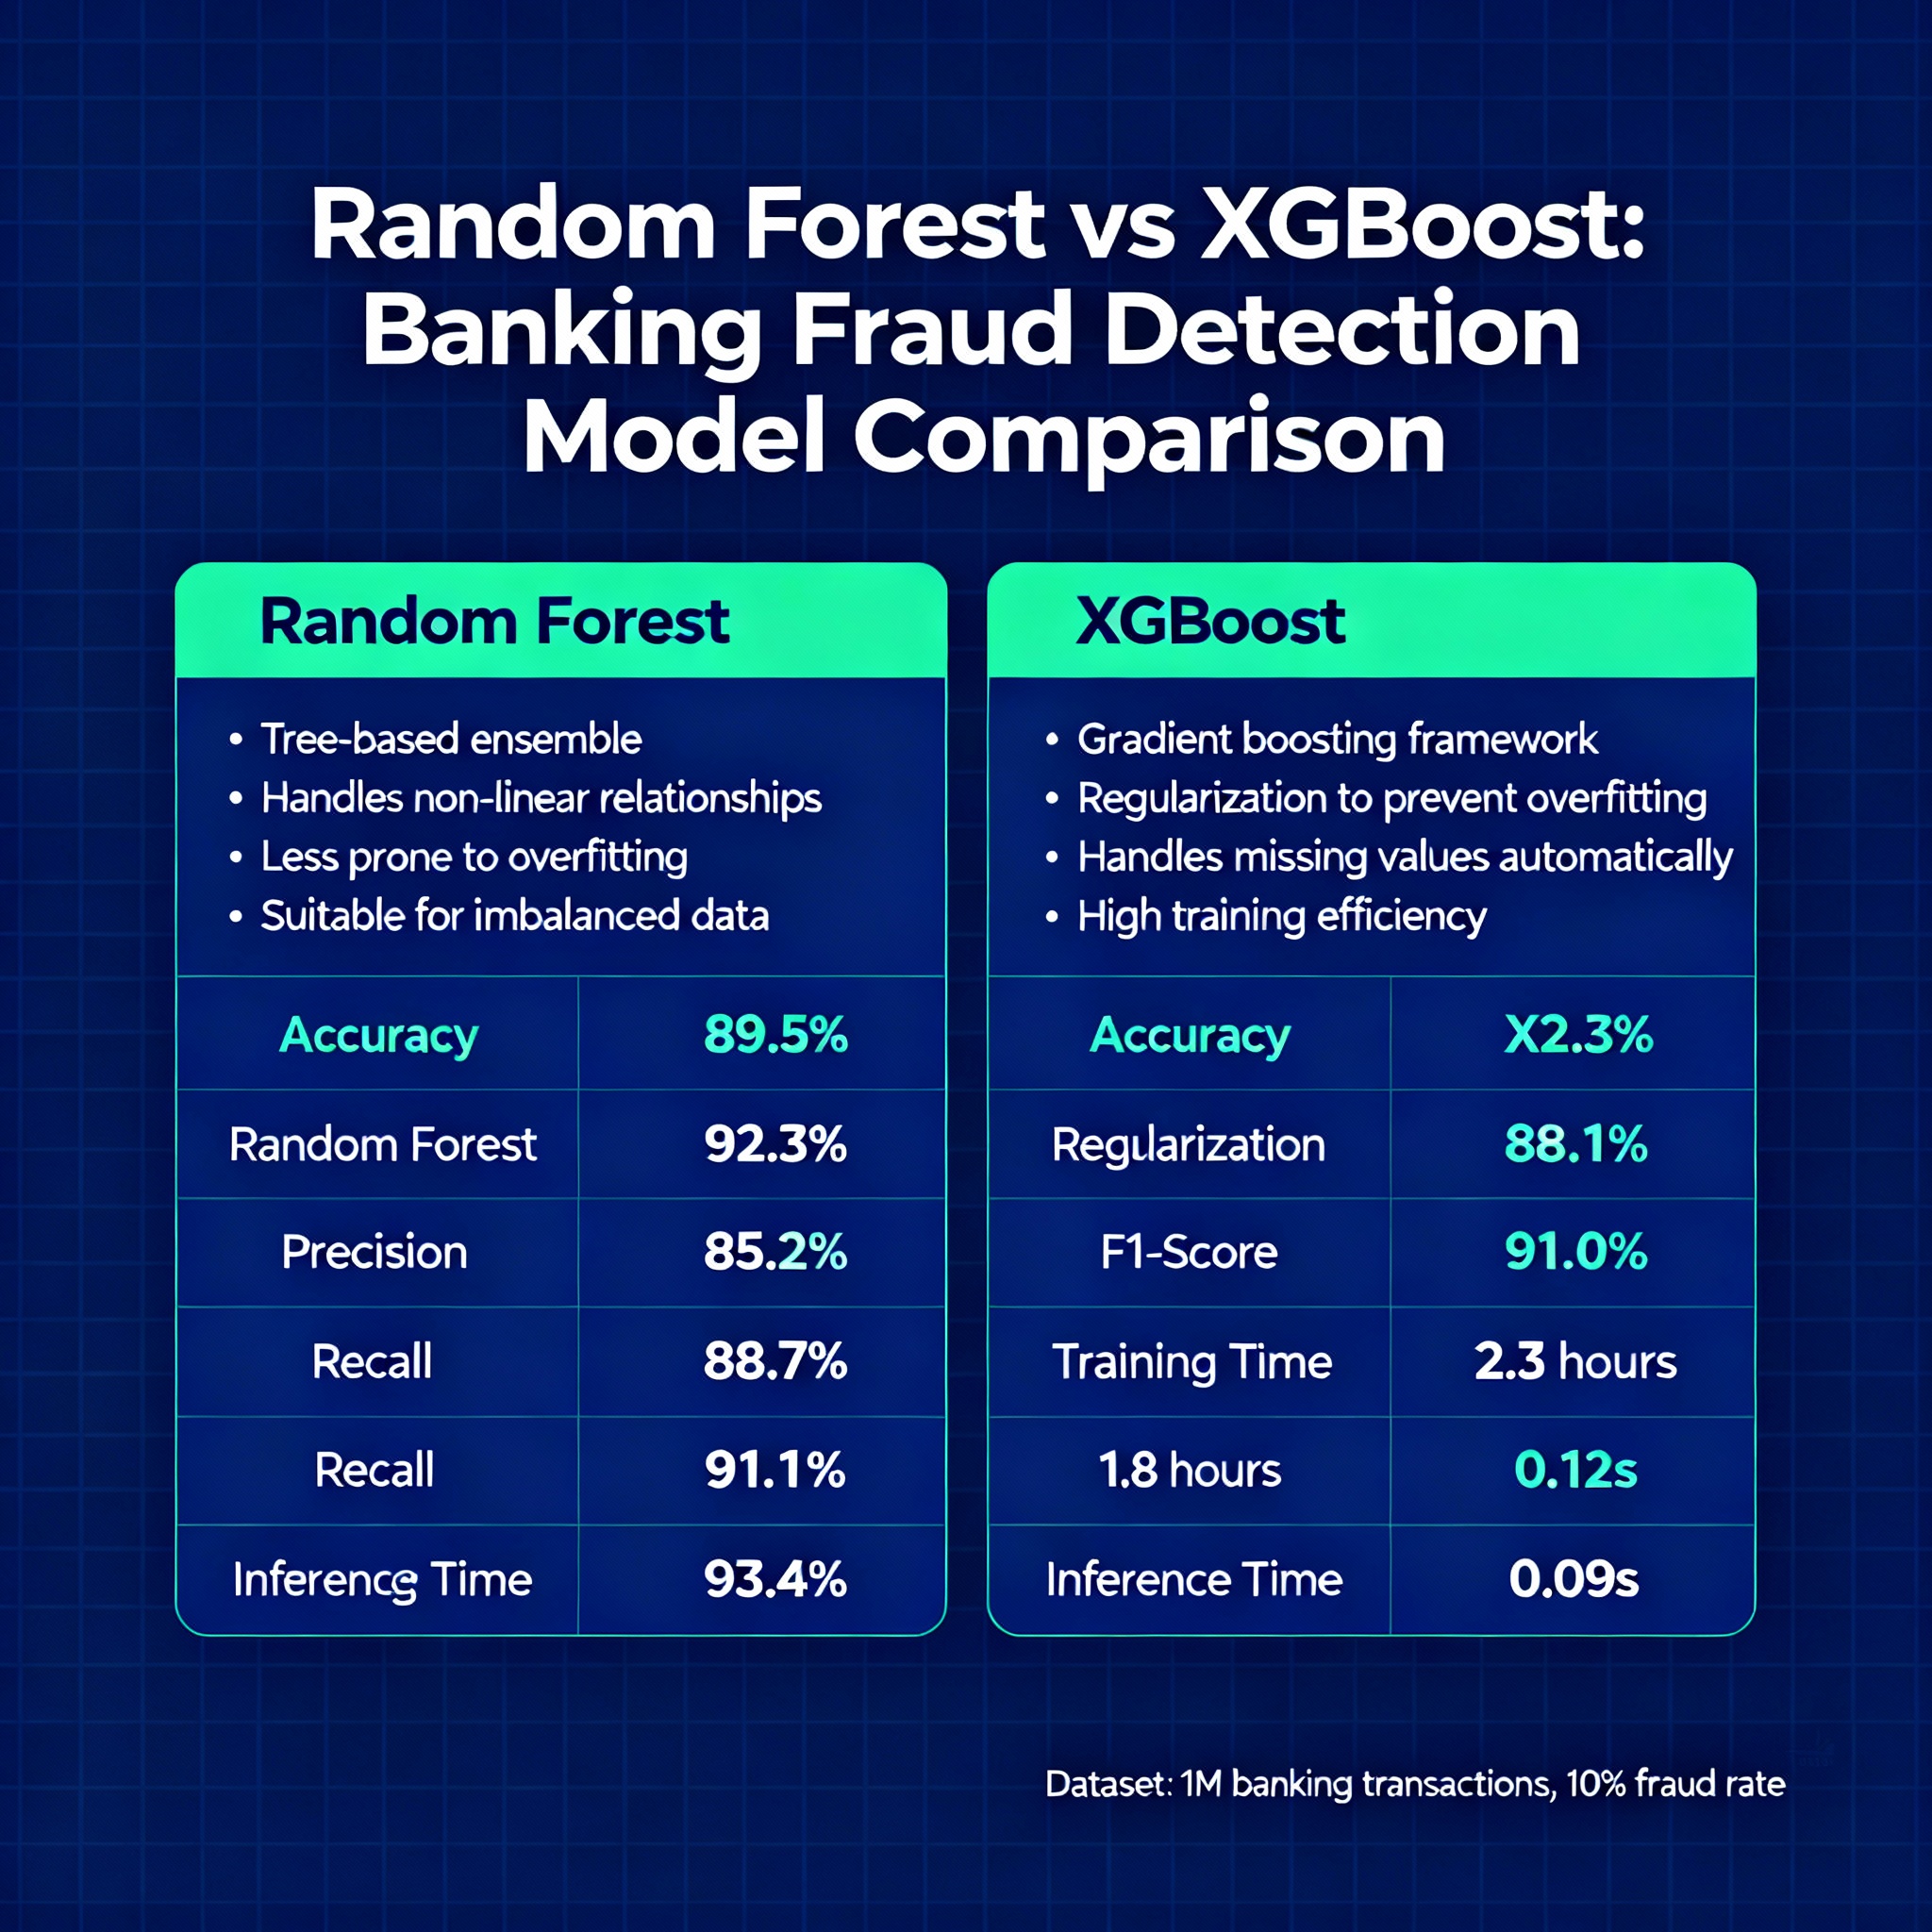 Random Forest vs XGBoost:
Banking Fraud Detection
Model Comparison
Random Forest
• Tree-based ensemble
• Handles non-linear relationships
• Less prone to overfitting
• Suitable for imbalanced data
Accuracy 89.5%
Random Forest 92.3%
Precision 85.2%
Recall 88.7%
Recall 91.1%
Inference Time 93.4%
XGBoost
• Gradient boosting framework
• Regularization to prevent overfitting
• Handles missing values automatically
• High training efficiency
Accuracy X2.3%
Regularization 88.1%
F1-Score 91.0%
Training Time 2.3 hours
1.8 hours 0.12s
Inference Time 0.09s
Dataset: 1M banking transactions, 10% fraud rate